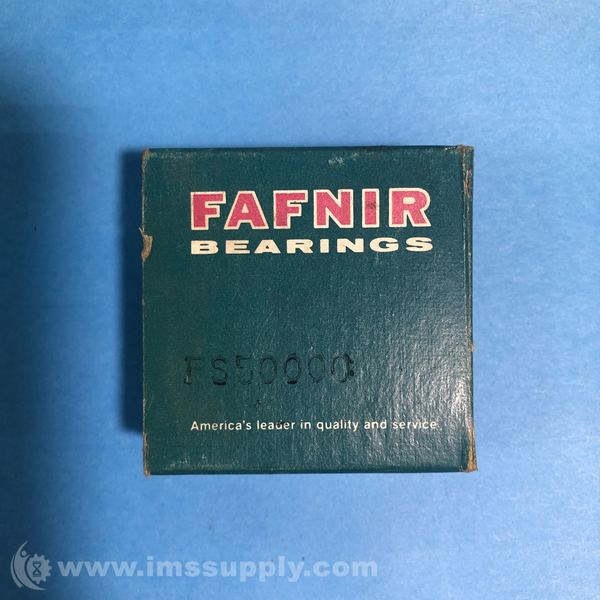 FAFNIR
BEARINGS
FS50000
America's leader in quality and service
www.imssupply.com